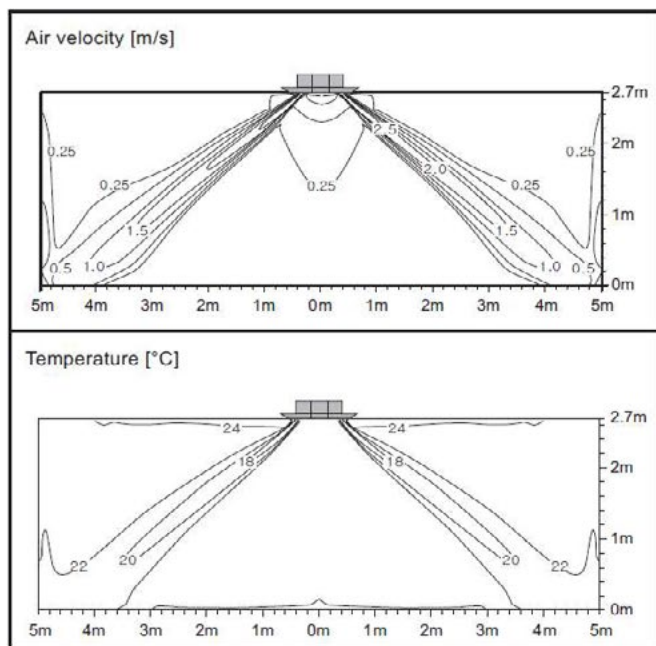 Air velocity [m/s]
2.7m
2.5
0.25 2m 0.25
0.25 2.0 0.25
0.25
1.5 1.5 1m
0.5 1.0 1.0 0.5
0m
5m 4m 3m 2m 1m 0m 1m 2m 3m 4m 5m
Temperature [°C]
2.7m
24 24
18 18 2m
1m
22 20 20 22
0m
5m 4m 3m 2m 1m 0m 1m 2m 3m 4m 5m